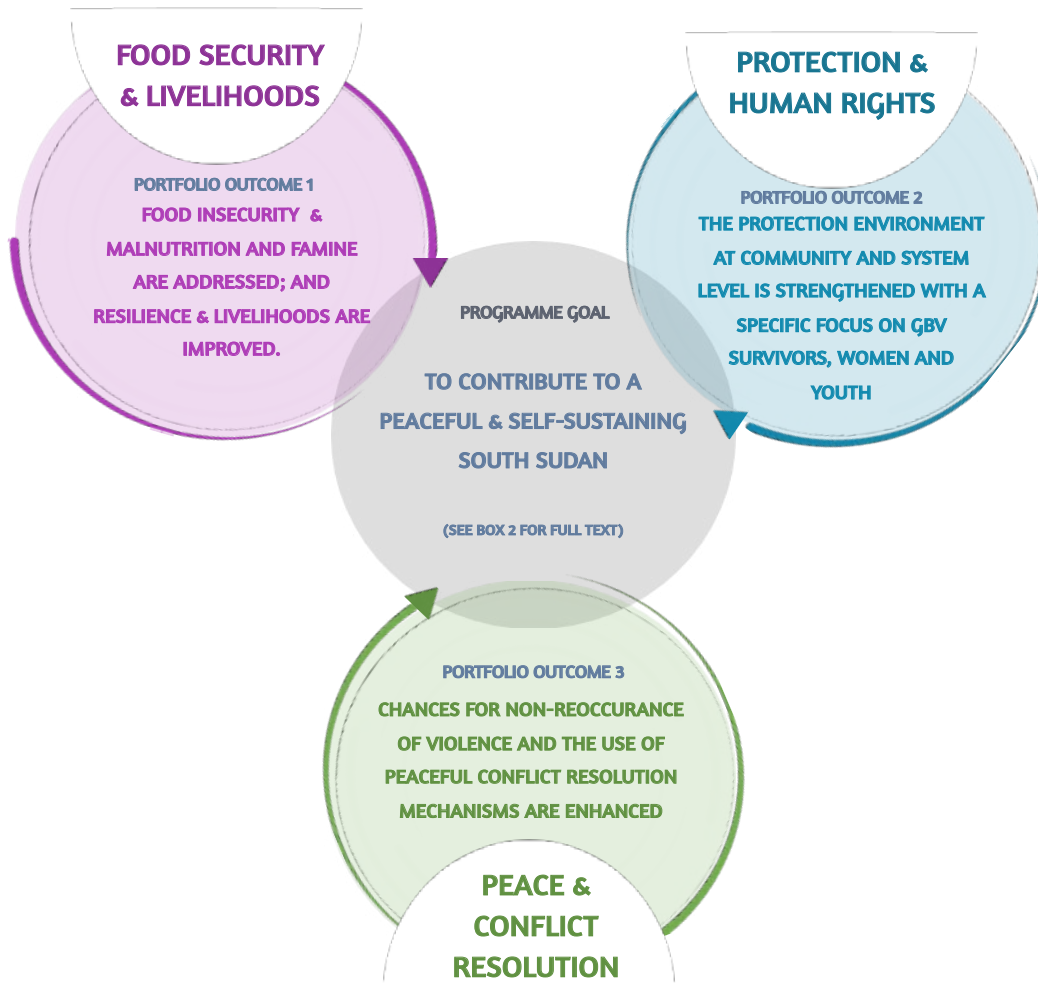 FOOD SECURITY
& LIVELIHOODS
PORTFOLIO OUTCOME 1
FOOD INSECURITY &
MALNUTRITION AND FAMINE
ARE ADDRESSED; AND
RESILIENCE & LIVELIHOODS ARE
IMPROVED.
PROTECTION &
HUMAN RIGHTS
PORTFOLIO OUTCOME 2
THE PROTECTION ENVIRONMENT
AT COMMUNITY AND SYSTEM
LEVEL IS STRENGTHENED WITH A
SPECIFIC FOCUS ON GBV
SURVIVORS, WOMEN AND
YOUTH
PROGRAMME GOAL
TO CONTRIBUTE TO A
PEACEFUL & SELF-SUSTAINING
SOUTH SUDAN
(SEE BOX 2 FOR FULL TEXT)
PORTFOLIO OUTCOME 3
CHANCES FOR NON-REOCCURANCE
OF VIOLENCE AND THE USE OF
PEACEFUL CONFLICT RESOLUTION
MECHANISMS ARE ENHANCED
PEACE &
CONFLICT
RESOLUTION